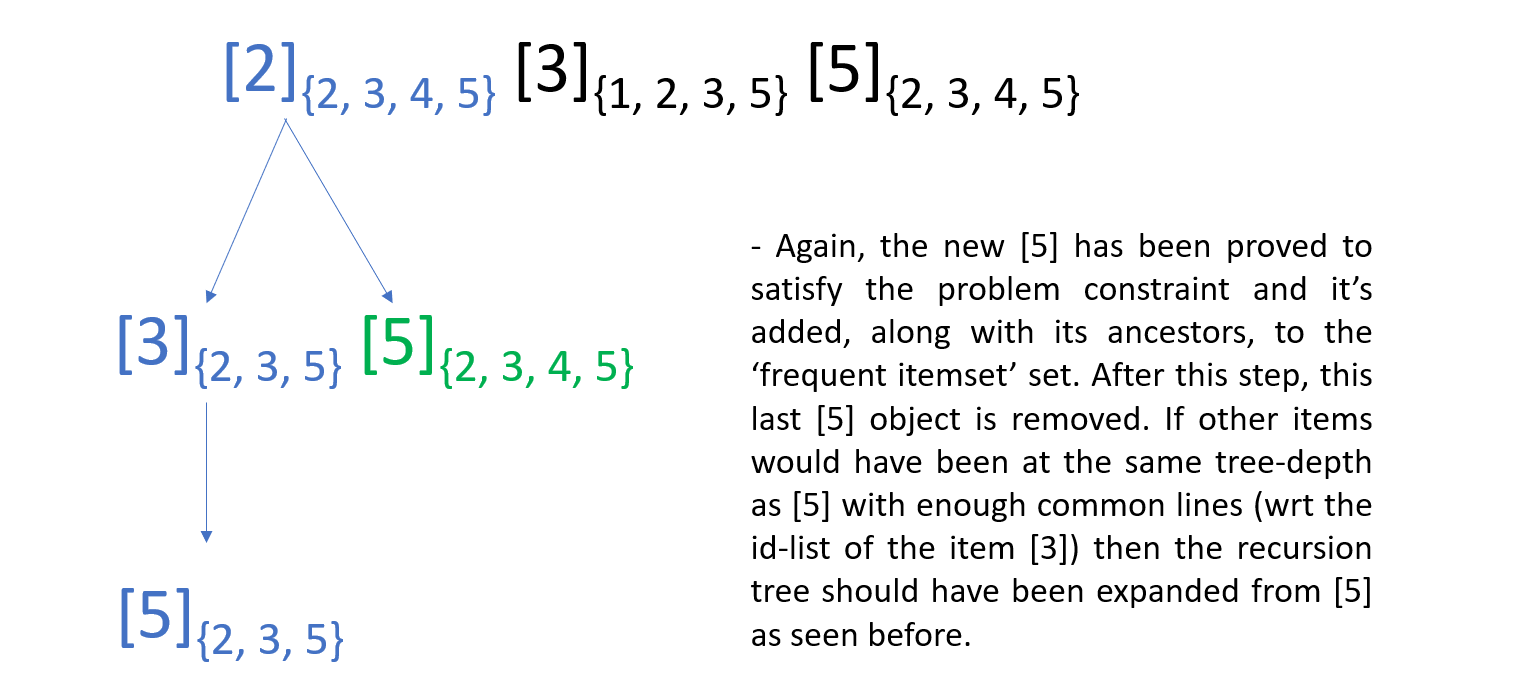 [2]{2, 3, 4, 5} [3]{1, 2, 3, 5} [5]{2, 3, 4, 5}
[3]{2, 3, 5} [5]{2, 3, 4, 5}
[5]{2, 3, 5}
- Again, the new [5] has been proved to
satisfy the problem constraint and it’s
added, along with its ancestors, to the
‘frequent itemset’ set. After this step, this
last [5] object is removed. If other items
would have been at the same tree-depth
as [5] with enough common lines (wrt the
id-list of the item [3]) then the recursion
tree should have been expanded from [5]
as seen before.